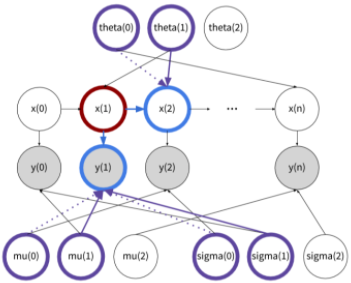 theta(0) theta(1) theta(2)
x(0) x(1) x(2) ... x(n)
y(0) y(1) y(2) y(n)
mu(0) mu(1) mu(2) sigma(0) sigma(1) sigma(2)